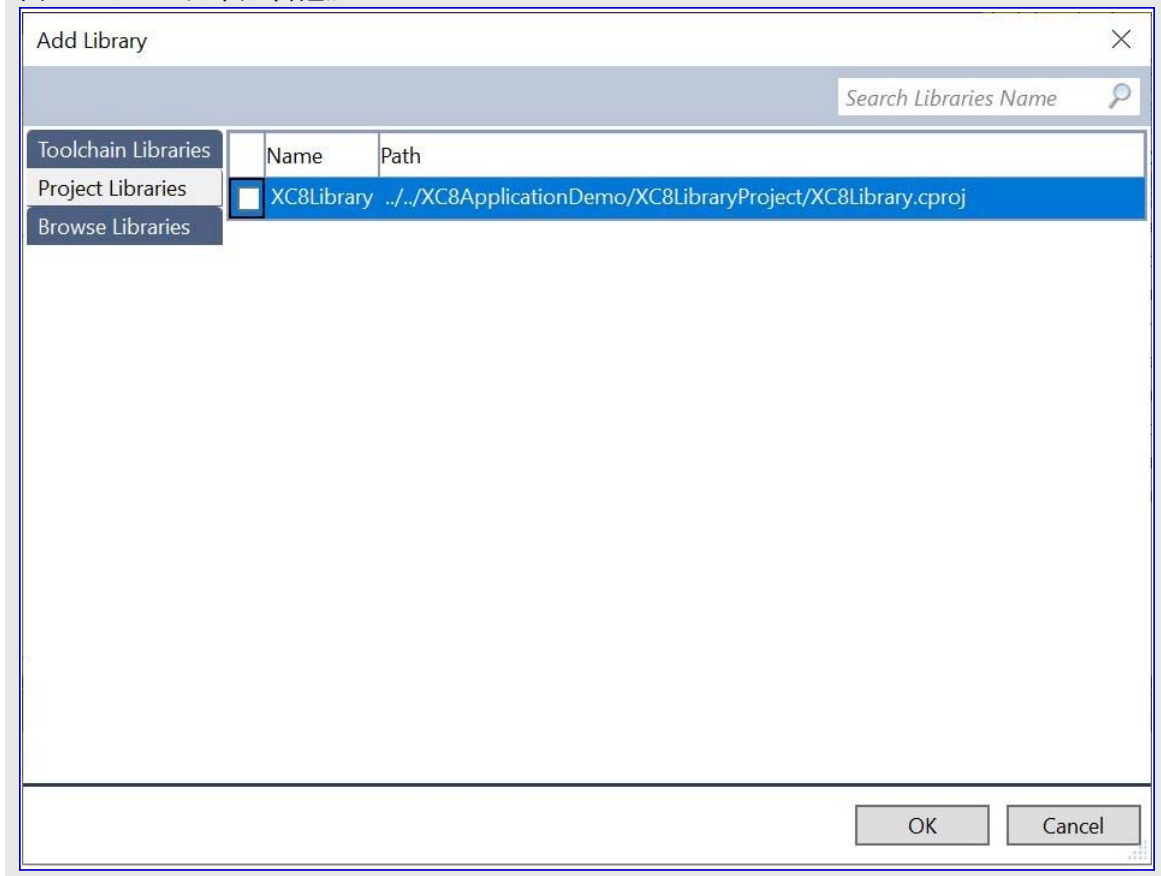 Add Library
Search Libraries Name
Toolchain Libraries
Name Path
Project Libraries
XC8Library ../../XC8ApplicationDemo/XC8LibraryProject/XC8Library.cproj
Browse Libraries
OK Cancel